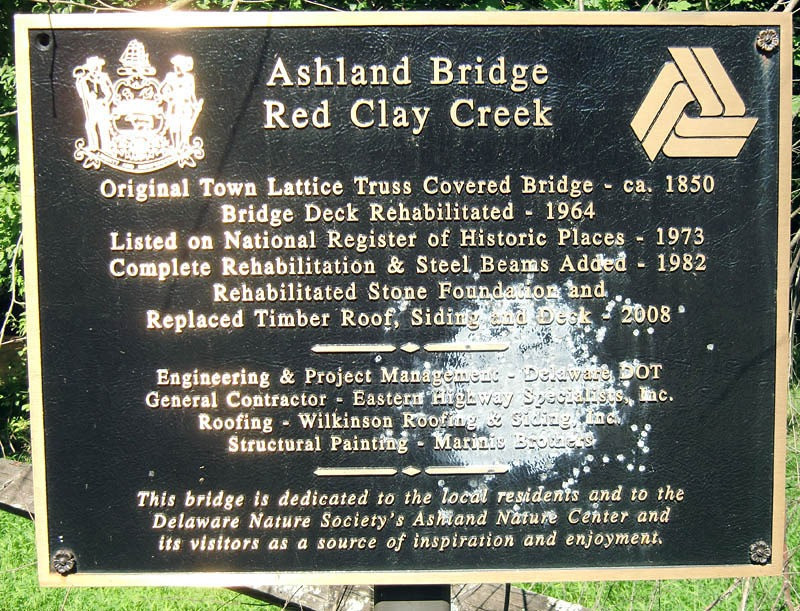 Ashland Bridge
Red Clay Creek
Original Town Lattice Truss Covered Bridge - ca. 1850
Bridge Deck Rehabilitated - 1964
Listed on National Register of Historic Places - 1973
Complete Rehabilitation & Steel Beams Added - 1982
Rehabilitated Stone Foundation and
Replaced Timber Roof, Siding and Deck - 2008
Engineering & Project Management - Delaware DOT
General Contractor - Eastern Highway Specialists, Inc.
Roofing - Wilkinson Roofing & Siding, Inc.
Structural Painting - Marinis Brothers
This bridge is dedicated to the local residents and to the
Delaware Nature Society's Ashland Nature Center and
its visitors as a source of inspiration and enjoyment.